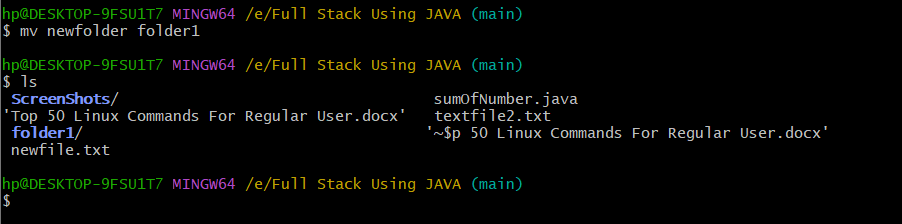 hp@DESKTOP-9FSU1T7 MINGW64 /e/Full Stack Using JAVA (main)
$ mv newfolder folder1
hp@DESKTOP-9FSU1T7 MINGW64 /e/Full Stack Using JAVA (main)
$ ls
ScreenShots/ sumOfNumber.java
'Top 50 Linux Commands For Regular User.docx' textfile2.txt
folder1/ '~$p 50 Linux Commands For Regular User.docx'
newfile.txt
hp@DESKTOP-9FSU1T7 MINGW64 /e/Full Stack Using JAVA (main)
$